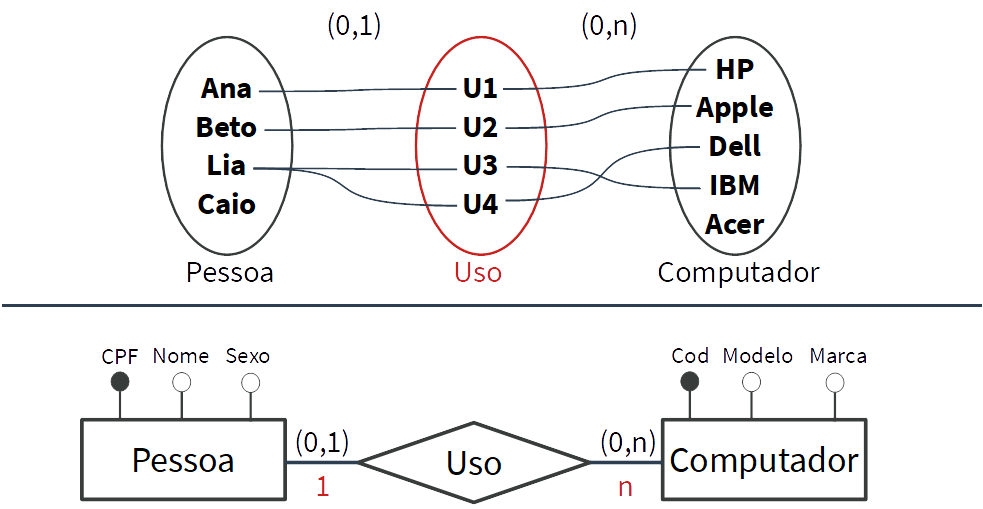 (0,1) (0,n)
Ana U1 HP
Beto U2 Apple
Lia U3 Dell
Caio U4 IBM
Acer
Pessoa Uso Computador
CPF Nome Sexo Cod Modelo Marca
(0,1) (0,n)
Pessoa Uso Computador
1 n